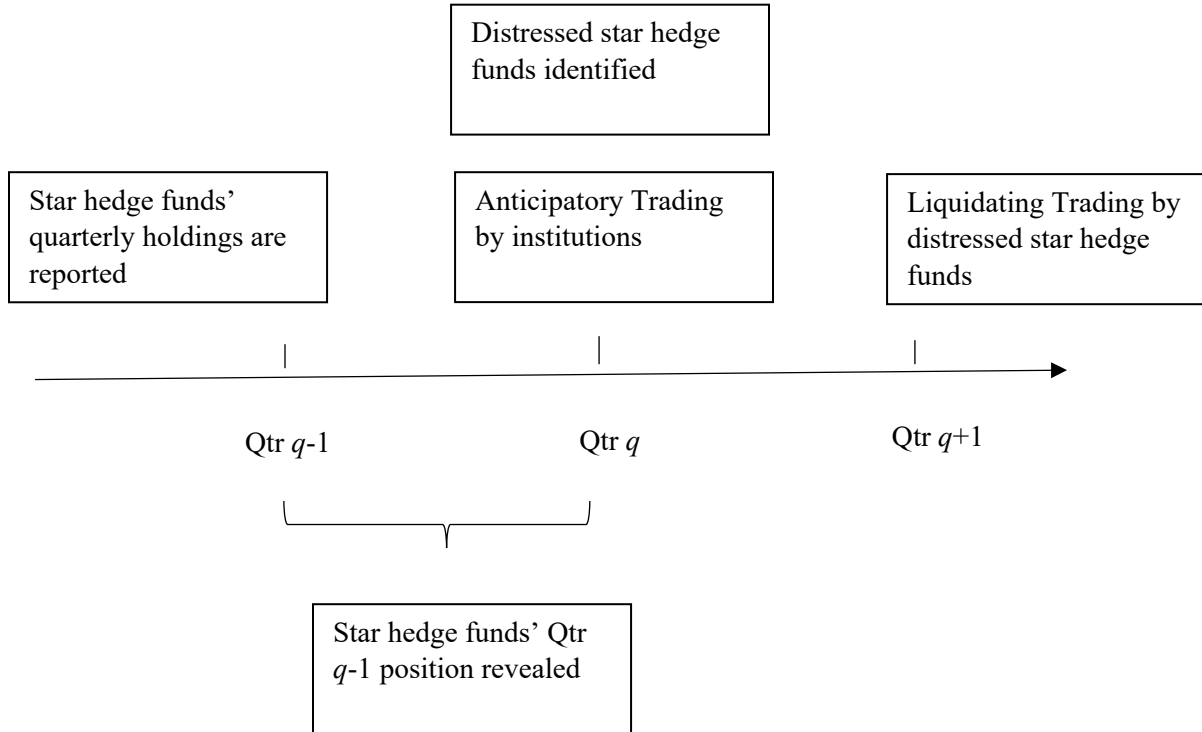 Distressed star hedge
funds identified
Star hedge funds’
quarterly holdings are
reported
Anticipatory Trading
by institutions
Liquidating Trading by
distressed star hedge
funds
Qtr q-1
Qtr q
Qtr q+1
Star hedge funds’ Qtr
q-1 position revealed